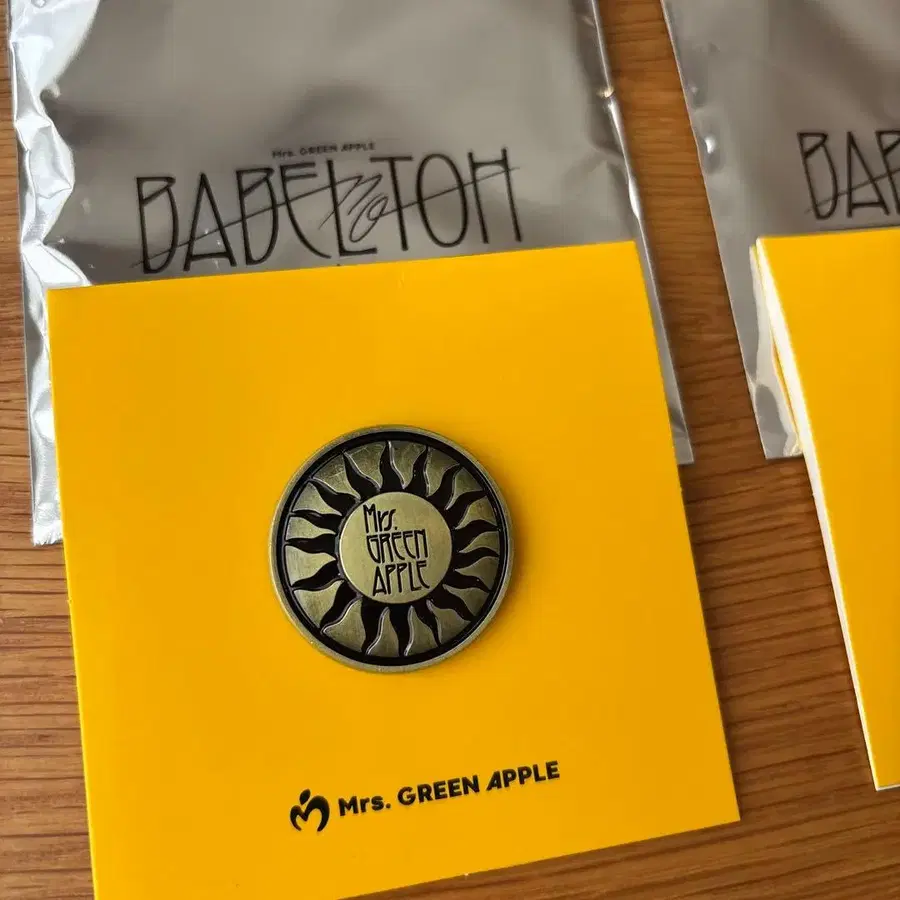 Mrs. GREEN APPLE
BABEL no TOH
BAB
Mrs.
GREEN
APPLE
Mrs. GREEN APPLE